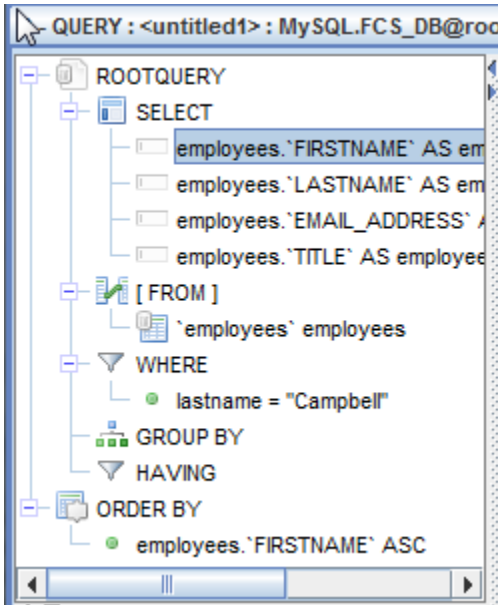 QUERY : <untitled1> : MySQL.FCS_DB@roo
ROOTQUERY
SELECT
employees.`FIRSTNAME` AS em
employees.`LASTNAME` AS em
employees.`EMAIL_ADDRESS`
employees.`TITLE` AS employee
[ FROM ]
`employees` employees
WHERE
lastname = "Campbell"
GROUP BY
HAVING
ORDER BY
employees.`FIRSTNAME` ASC